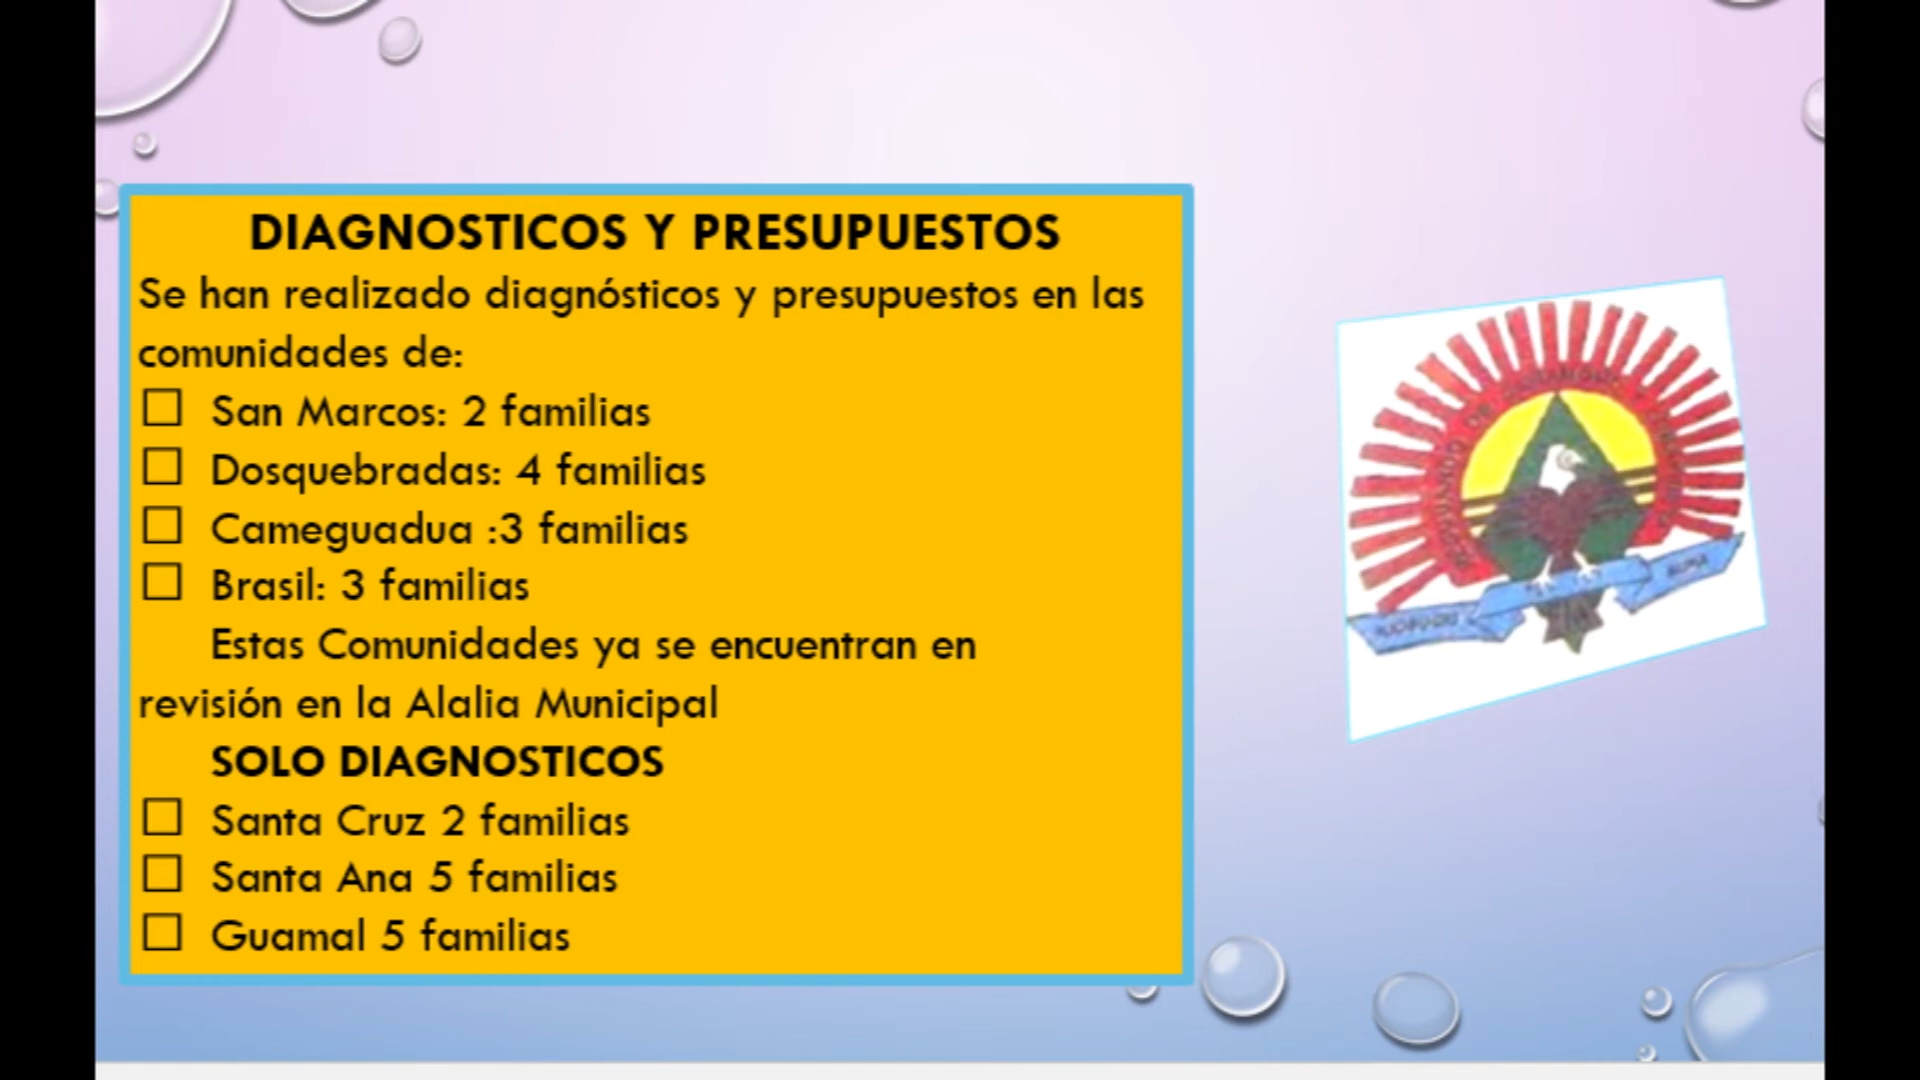 DIAGNOSTICOS Y PRESUPUESTOS
Se han realizado diagnósticos y presupuestos en las
comunidades de:
☐ San Marcos: 2 familias
☐ Dosquebradas: 4 familias
☐ Cameguadua :3 familias
☐ Brasil: 3 familias
Estas Comunidades ya se encuentran en
revisión en la Alalia Municipal
SOLO DIAGNOSTICOS
☐ Santa Cruz 2 familias
☐ Santa Ana 5 familias
☐ Guamal 5 familias